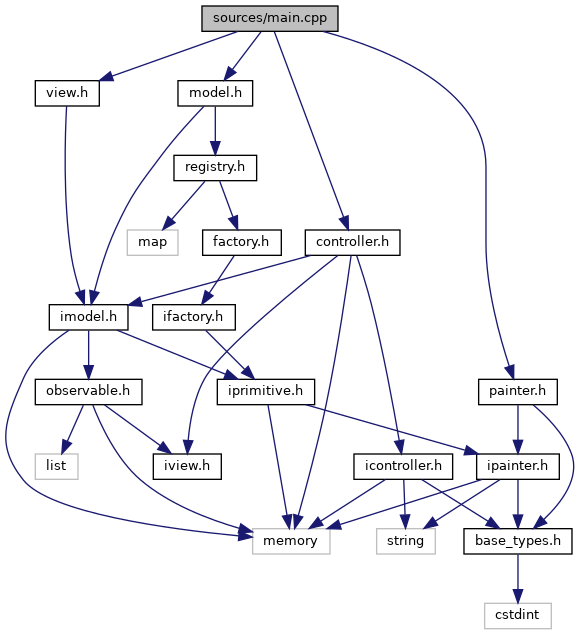 sources/main.cpp
view.h
model.h
registry.h
map
factory.h
controller.h
imodel.h
ifactory.h
observable.h
iprimitive.h
painter.h
list
iview.h
icontroller.h
ipainter.h
memory
string
base_types.h
cstdint